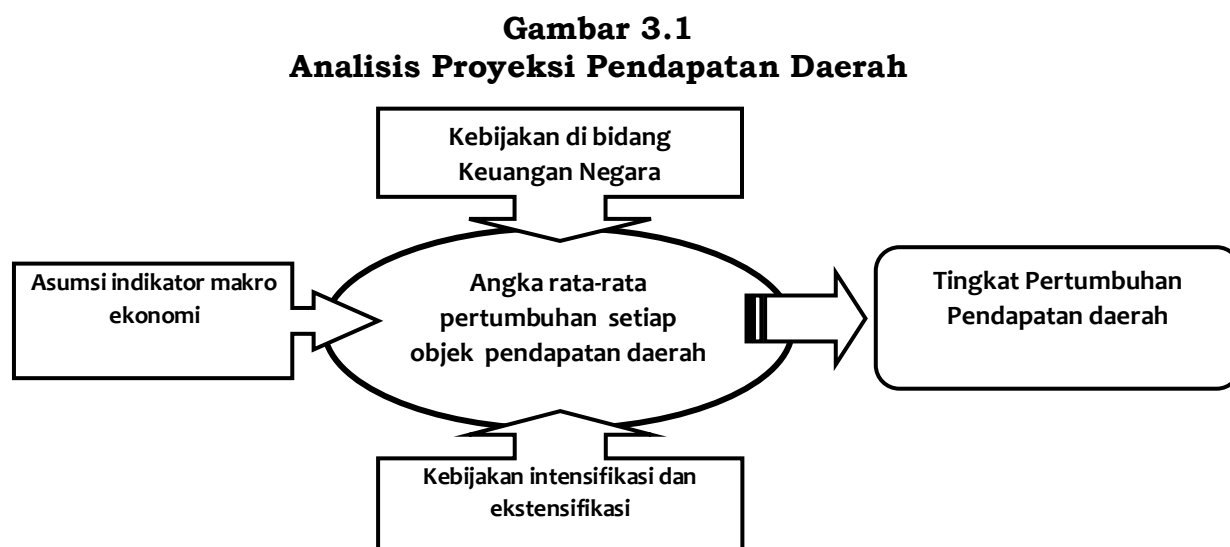 Gambar 3.1
Analisis Proyeksi Pendapatan Daerah
Kebijakan di bidang
Keuangan Negara
Asumsi indikator makro
ekonomi
Angka rata-rata
pertumbuhan setiap
objek pendapatan daerah
Tingkat Pertumbuhan
Pendapatan daerah
Kebijakan intensifikasi dan
ekstensifikasi